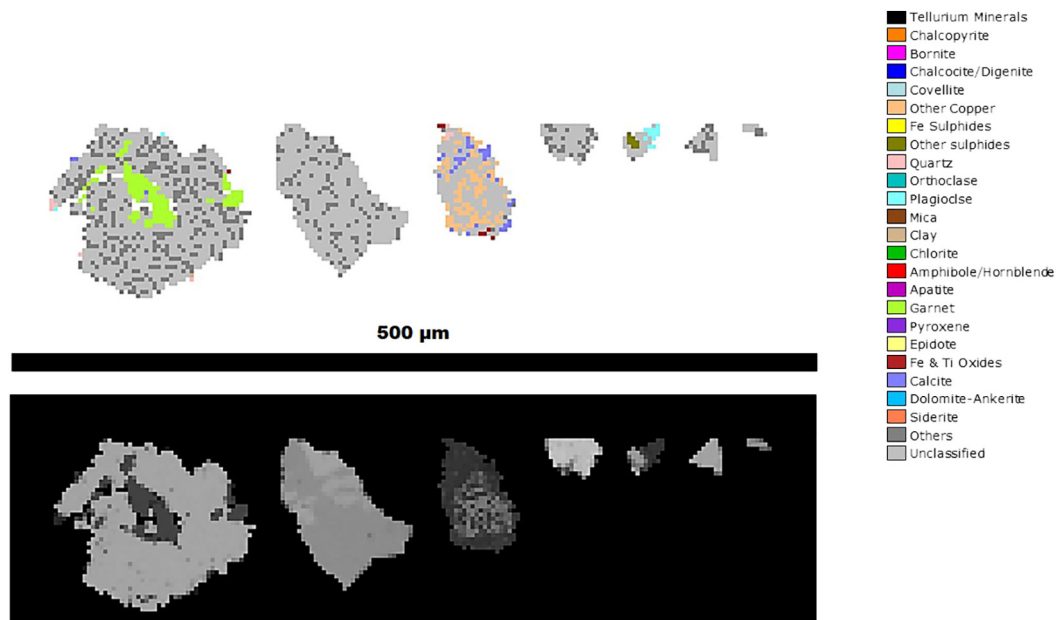 Tellurium Minerals
Chalcopyrite
Bornite
Chalcocite/Digenite
Covellite
Other Copper
Fe Sulphides
Other sulphides
Quartz
Orthoclase
Plagioclse
Mica
Clay
Chlorite
Amphibole/Hornblende
Apatite
Garnet
Pyroxene
Epidote
Fe & Ti Oxides
Calcite
Dolomite-Ankerite
Siderite
Others
Unclassified
500 µm